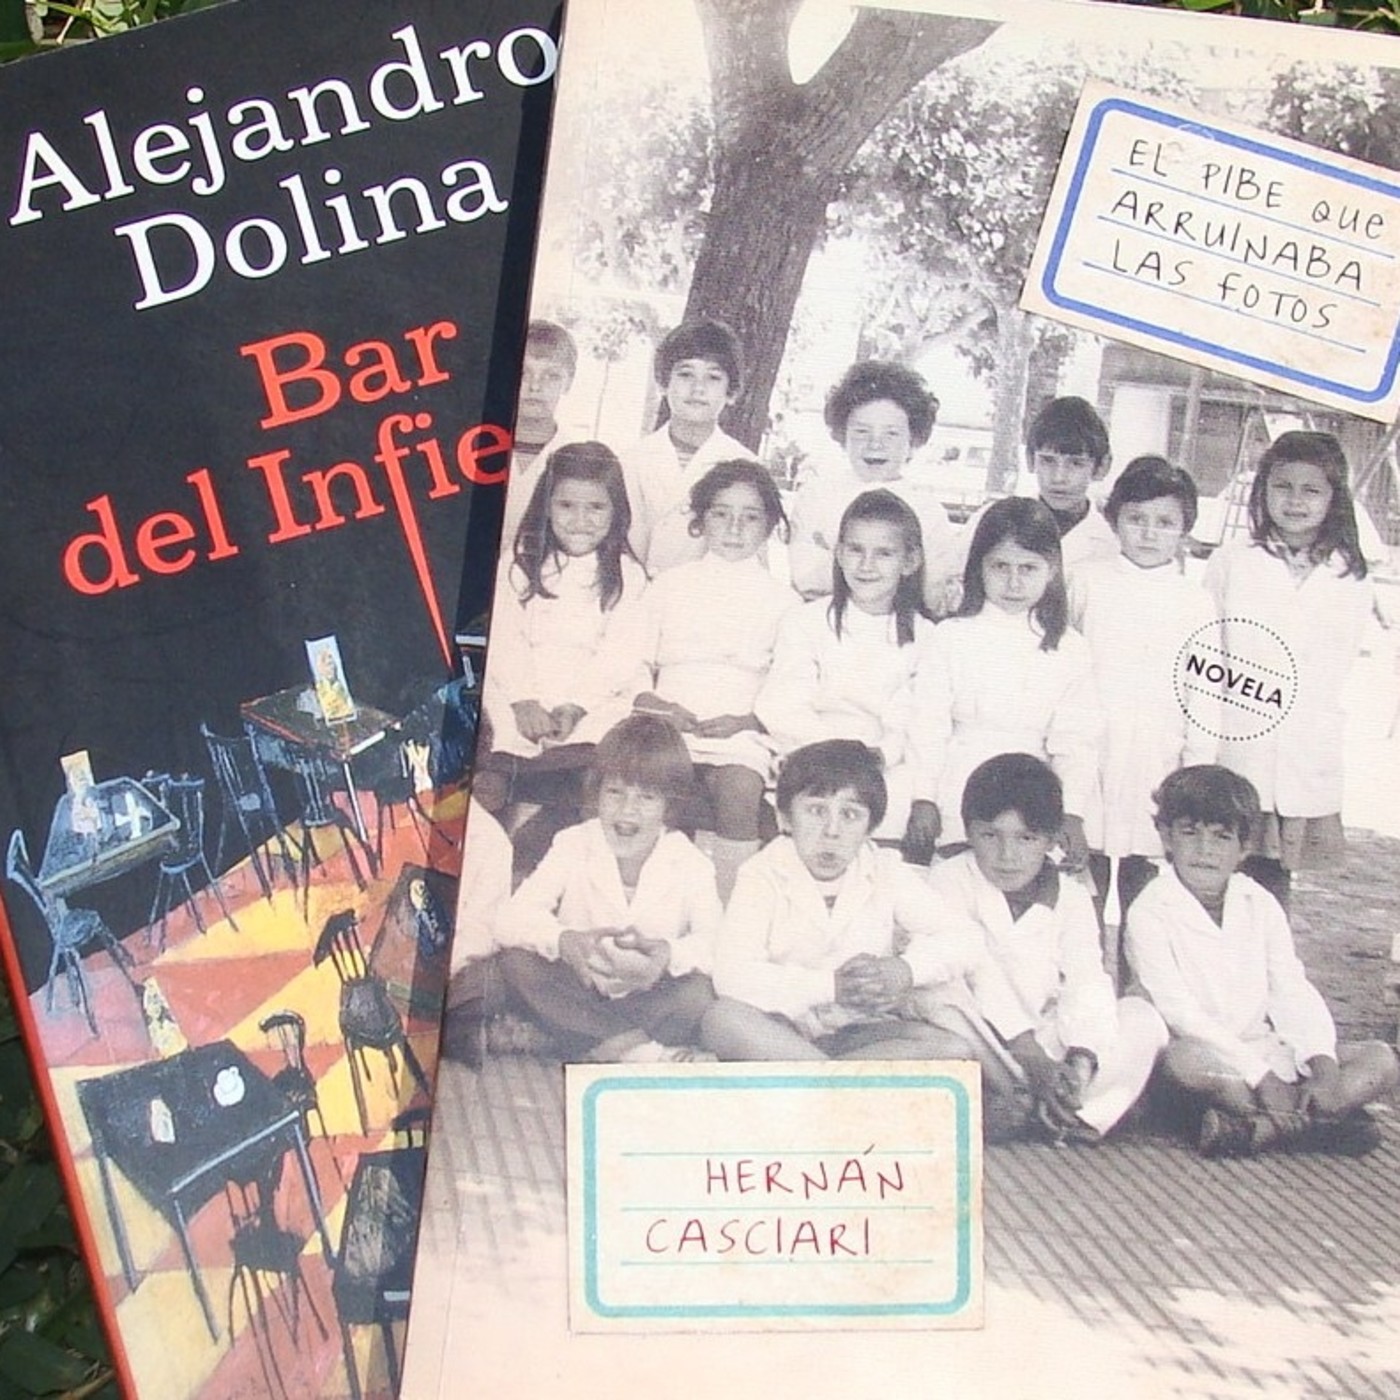 Alejandro
Dolina
Bar
del Infie
EL PIBE QUE
ARRUINABA
LAS FOTOS
NOVELA
HERNÁN
CASCIARI